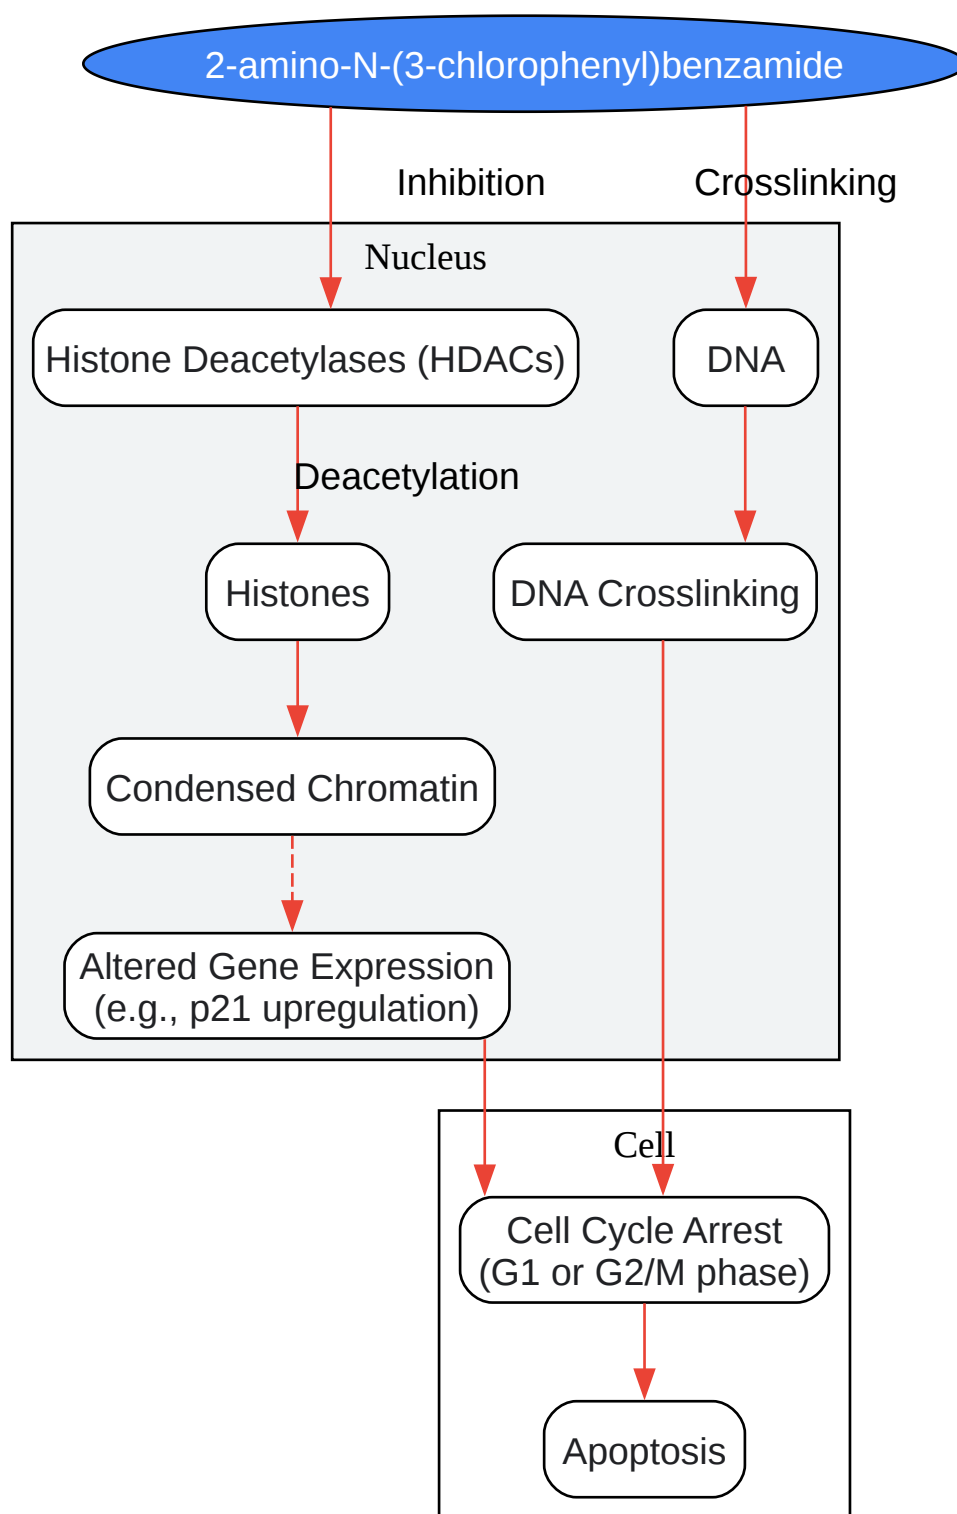 2-amino-N-(3-chlorophenyl)benzamide
Inhibition
Crosslinking
Nucleus
Histone Deacetylases (HDACs)
DNA
Deacetylation
Histones
DNA Crosslinking
Condensed Chromatin
Altered Gene Expression
(e.g., p21 upregulation)
Cell
Cell Cycle Arrest
(G1 or G2/M phase)
Apoptosis